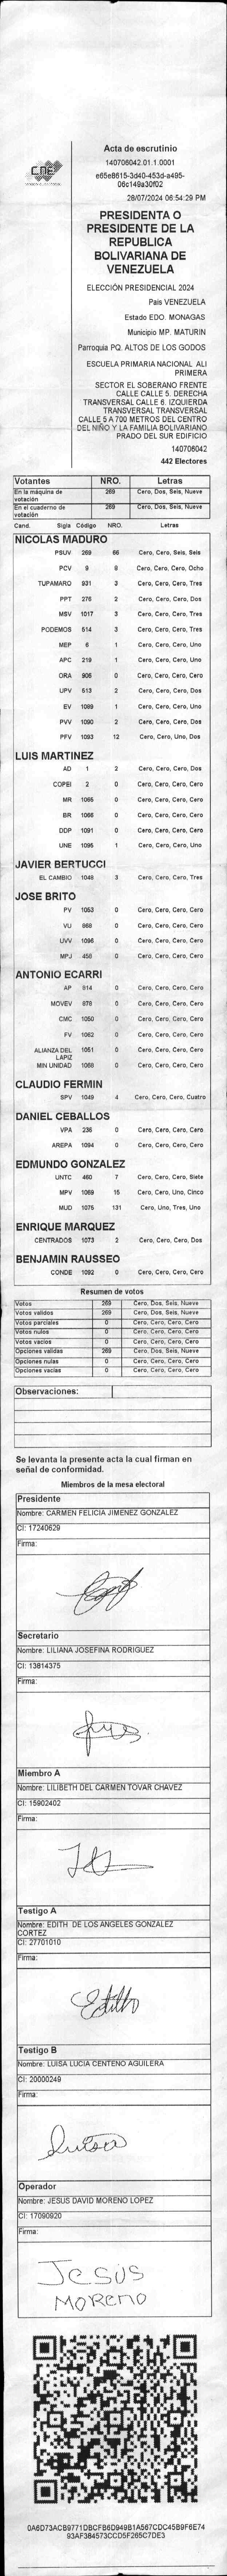 CNE
Acta de escrutinio
140706042.01.1.0001
e65e8615-3d40-453d-a495-
06c149a30f02
28/07/2024 06:54:29 PM
PRESIDENTA O
PRESIDENTE DE LA
REPUBLICA
BOLIVARIANA DE
VENEZUELA
ELECCIÓN PRESIDENCIAL 2024
Pais VENEZUELA
Estado EDO. MONAGAS
Municipio MP. MATURIN
Parroquia PQ. ALTOS DE LOS GODOS
ESCUELA PRIMARIA NACIONAL ALI
PRIMERA
SECTOR EL SOBERANO FRENTE
CALLE CALLE 5. DERECHA
TRANSVERSAL CALLE 6. IZQUIERDA
TRANSVERSAL TRANSVERSAL
CALLE 5 A 700 METROS DEL CENTRO
DEL NIÑO Y LA FAMILIA BOLIVARIANO
PRADO DEL SUR EDIFICIO
140706042
442 Electores
Votantes NRO. Letras
En la máquina de votación 269 Cero, Dos, Seis, Nueve
En el cuaderno de votación 269 Cero, Dos, Seis, Nueve
Cand. Sigla Código NRO. Letras
NICOLAS MADURO
PSUV 269 66 Cero, Cero, Seis, Seis
PCV 9 8 Cero, Cero, Cero, Ocho
TUPAMARO 931 3 Cero, Cero, Cero, Tres
PPT 276 2 Cero, Cero, Cero, Dos
MSV 1017 3 Cero, Cero, Cero, Tres
PODEMOS 514 3 Cero, Cero, Cero, Tres
MEP 6 1 Cero, Cero, Cero, Uno
APC 219 1 Cero, Cero, Cero, Uno
ORA 906 0 Cero, Cero, Cero, Cero
UPV 513 2 Cero, Cero, Cero, Dos
EV 1089 1 Cero, Cero, Cero, Uno
PVV 1090 2 Cero, Cero, Cero, Dos
PFV 1093 12 Cero, Cero, Uno, Dos
LUIS MARTINEZ
AD 1 2 Cero, Cero, Cero, Dos
COPEI 2 0 Cero, Cero, Cero, Cero
MR 1065 0 Cero, Cero, Cero, Cero
BR 1066 0 Cero, Cero, Cero, Cero
DDP 1091 0 Cero, Cero, Cero, Cero
UNE 1095 1 Cero, Cero, Cero, Uno
JAVIER BERTUCCI
EL CAMBIO 1048 3 Cero, Cero, Cero, Tres
JOSE BRITO
PV 1053 0 Cero, Cero, Cero, Cero
VU 868 0 Cero, Cero, Cero, Cero
UVV 1096 0 Cero, Cero, Cero, Cero
MPJ 458 0 Cero, Cero, Cero, Cero
ANTONIO ECARRI
AP 814 0 Cero, Cero, Cero, Cero
MOVEV 878 0 Cero, Cero, Cero, Cero
CMC 1050 0 Cero, Cero, Cero, Cero
FV 1062 0 Cero, Cero, Cero, Cero
ALIANZA DEL LAPIZ 1051 0 Cero, Cero, Cero, Cero
MIN UNIDAD 1068 0 Cero, Cero, Cero, Cero
CLAUDIO FERMIN
SPV 1049 4 Cero, Cero, Cero, Cuatro
DANIEL CEBALLOS
VPA 236 0 Cero, Cero, Cero, Cero
AREPA 1094 0 Cero, Cero, Cero, Cero
EDMUNDO GONZALEZ
UNTC 460 7 Cero, Cero, Cero, Siete
MPV 1069 15 Cero, Cero, Uno, Cinco
MUD 1075 131 Cero, Uno, Tres, Uno
ENRIQUE MARQUEZ
CENTRADOS 1073 2 Cero, Cero, Cero, Dos
BENJAMIN RAUSSEO
CONDE 1092 0 Cero, Cero, Cero, Cero
Resumen de votos
Votos 269 Cero, Dos, Seis, Nueve
Votos validos 269 Cero, Dos, Seis, Nueve
Votos parciales 0 Cero, Cero, Cero, Cero
Votos nulos 0 Cero, Cero, Cero, Cero
Votos vacios 0 Cero, Cero, Cero, Cero
Opciones validas 269 Cero, Dos, Seis, Nueve
Opciones nulas 0 Cero, Cero, Cero, Cero
Opciones vacias 0 Cero, Cero, Cero, Cero
Observaciones:
Se levanta la presente acta la cual firman en
señal de conformidad.
Miembros de la mesa electoral
Presidente
Nombre: CARMEN FELICIA JIMENEZ GONZALEZ
CI: 17240629
Firma:
Secretario
Nombre: LILIANA JOSEFINA RODRIGUEZ
CI: 13814375
Firma:
Miembro A
Nombre: LILIBETH DEL CARMEN TOVAR CHAVEZ
CI: 15902402
Firma:
Testigo A
Nombre: EDITH DE LOS ANGELES GONZALEZ
CORTEZ
CI: 27701010
Firma:
Edith
Testigo B
Nombre: LUISA LUCIA CENTENO AGUILERA
CI: 20000249
Firma:
Luisa
Operador
Nombre: JESUS DAVID MORENO LOPEZ
CI: 17090920
Firma:
Jesús
Moreno
0A6D73ACB9771DBCFB6D949B1A567CDC45B9F6E74
93AF384573CCD5F265C7DE3